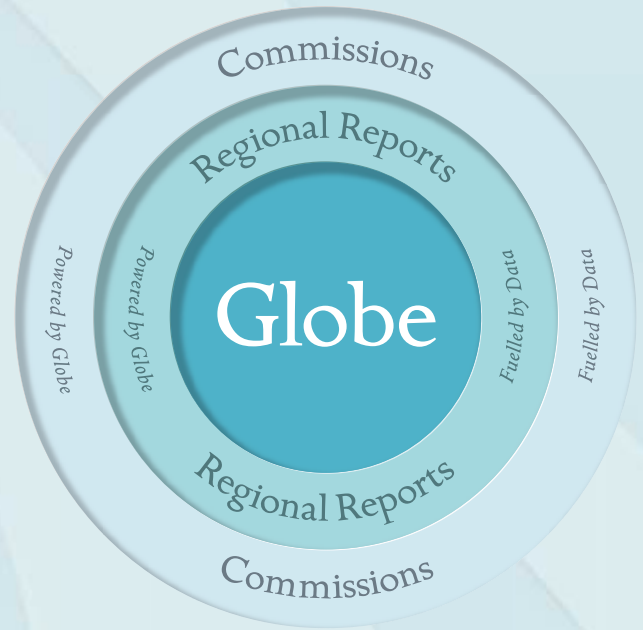 Commissions
Regional Reports
Powered by Globe
Powered by Globe
Globe
Fuelled by Data
Fuelled by Data
Regional Reports
Commissions